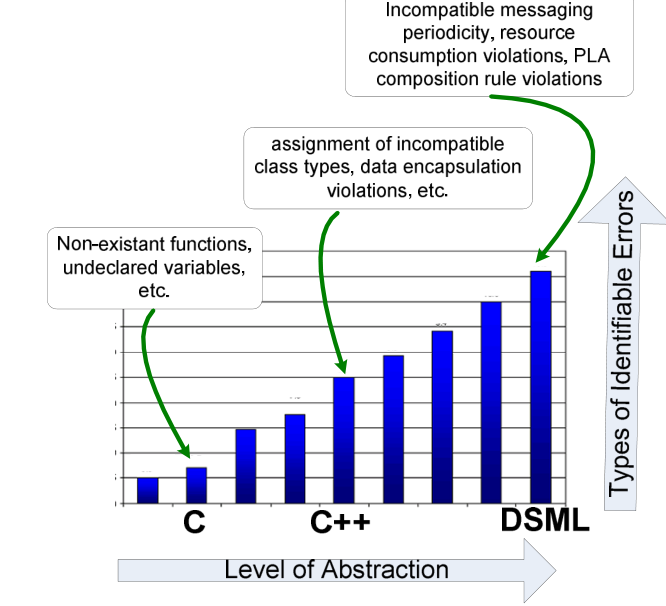 Incompatible messaging
periodicity, resource
consumption violations, PLA
composition rule violations
assignment of incompatible
class types, data encapsulation
violations, etc.
Non-existant functions,
undeclared variables,
etc.
Types of Identifiable Errors
C
C++
DSML
Level of Abstraction